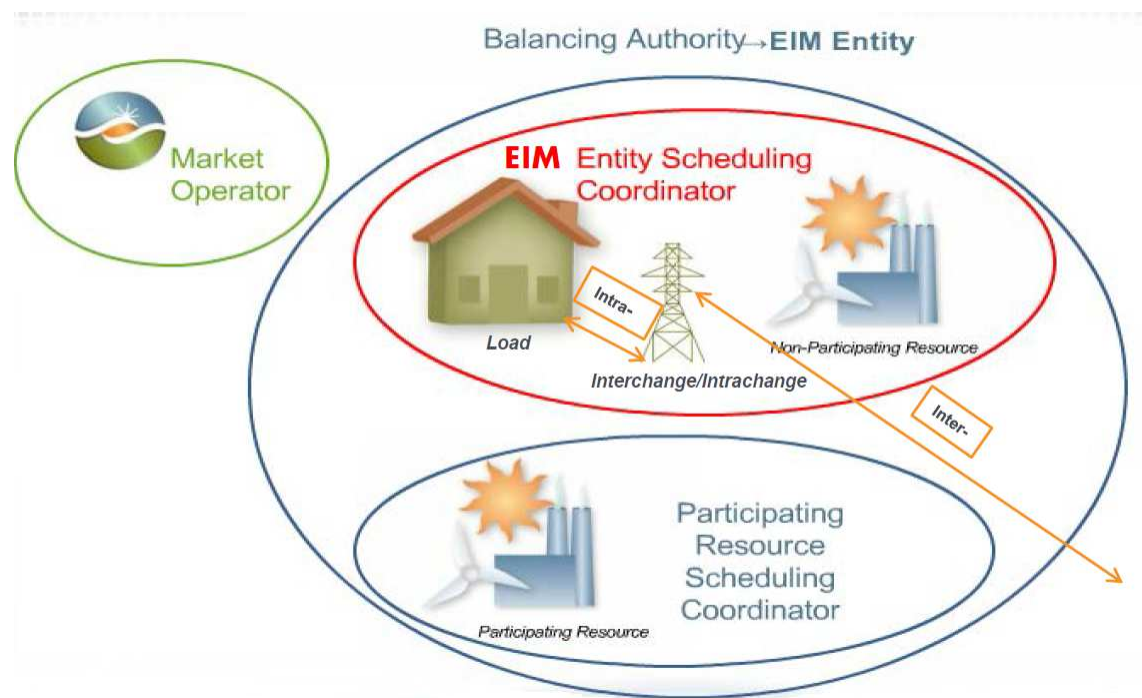 Balancing Authority→EIM Entity
Market
Operator
EIM Entity Scheduling
Coordinator
Intra-
Load
Non-Participating Resource
Interchange/Intrachange
Inter-
Participating
Resource
Scheduling
Coordinator
Participating Resource